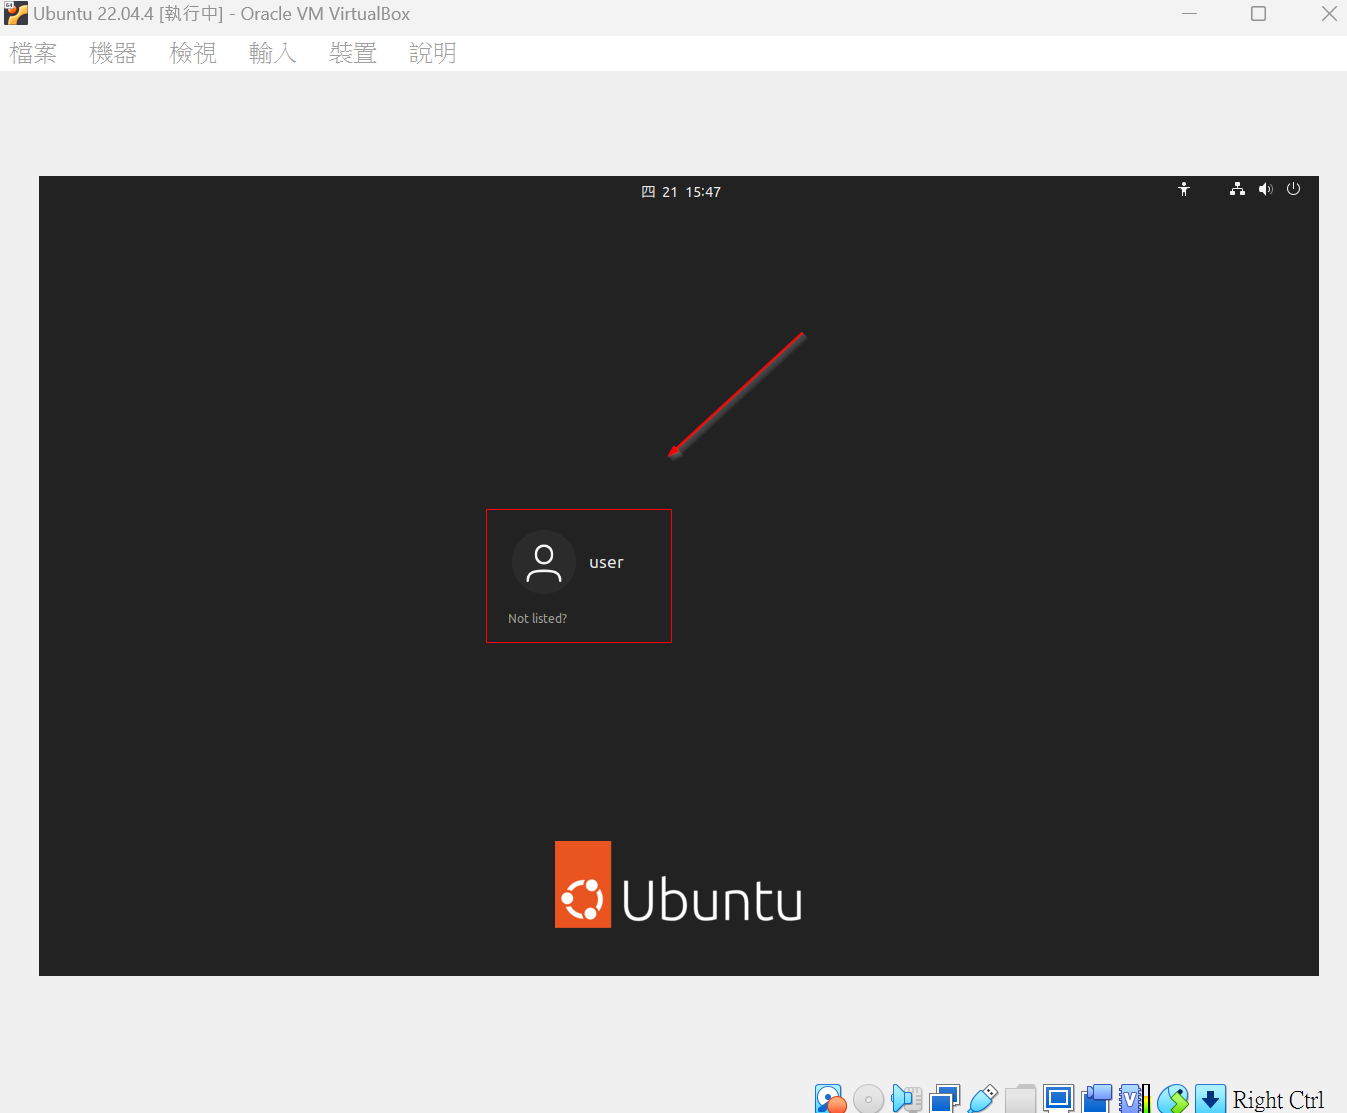 Ubuntu 22.04.4 [執行中] - Oracle VM VirtualBox
檔案 機器 檢視 輸入 裝置 說明
四 21 15:47
user
Not listed?
Ubuntu
Right Ctrl